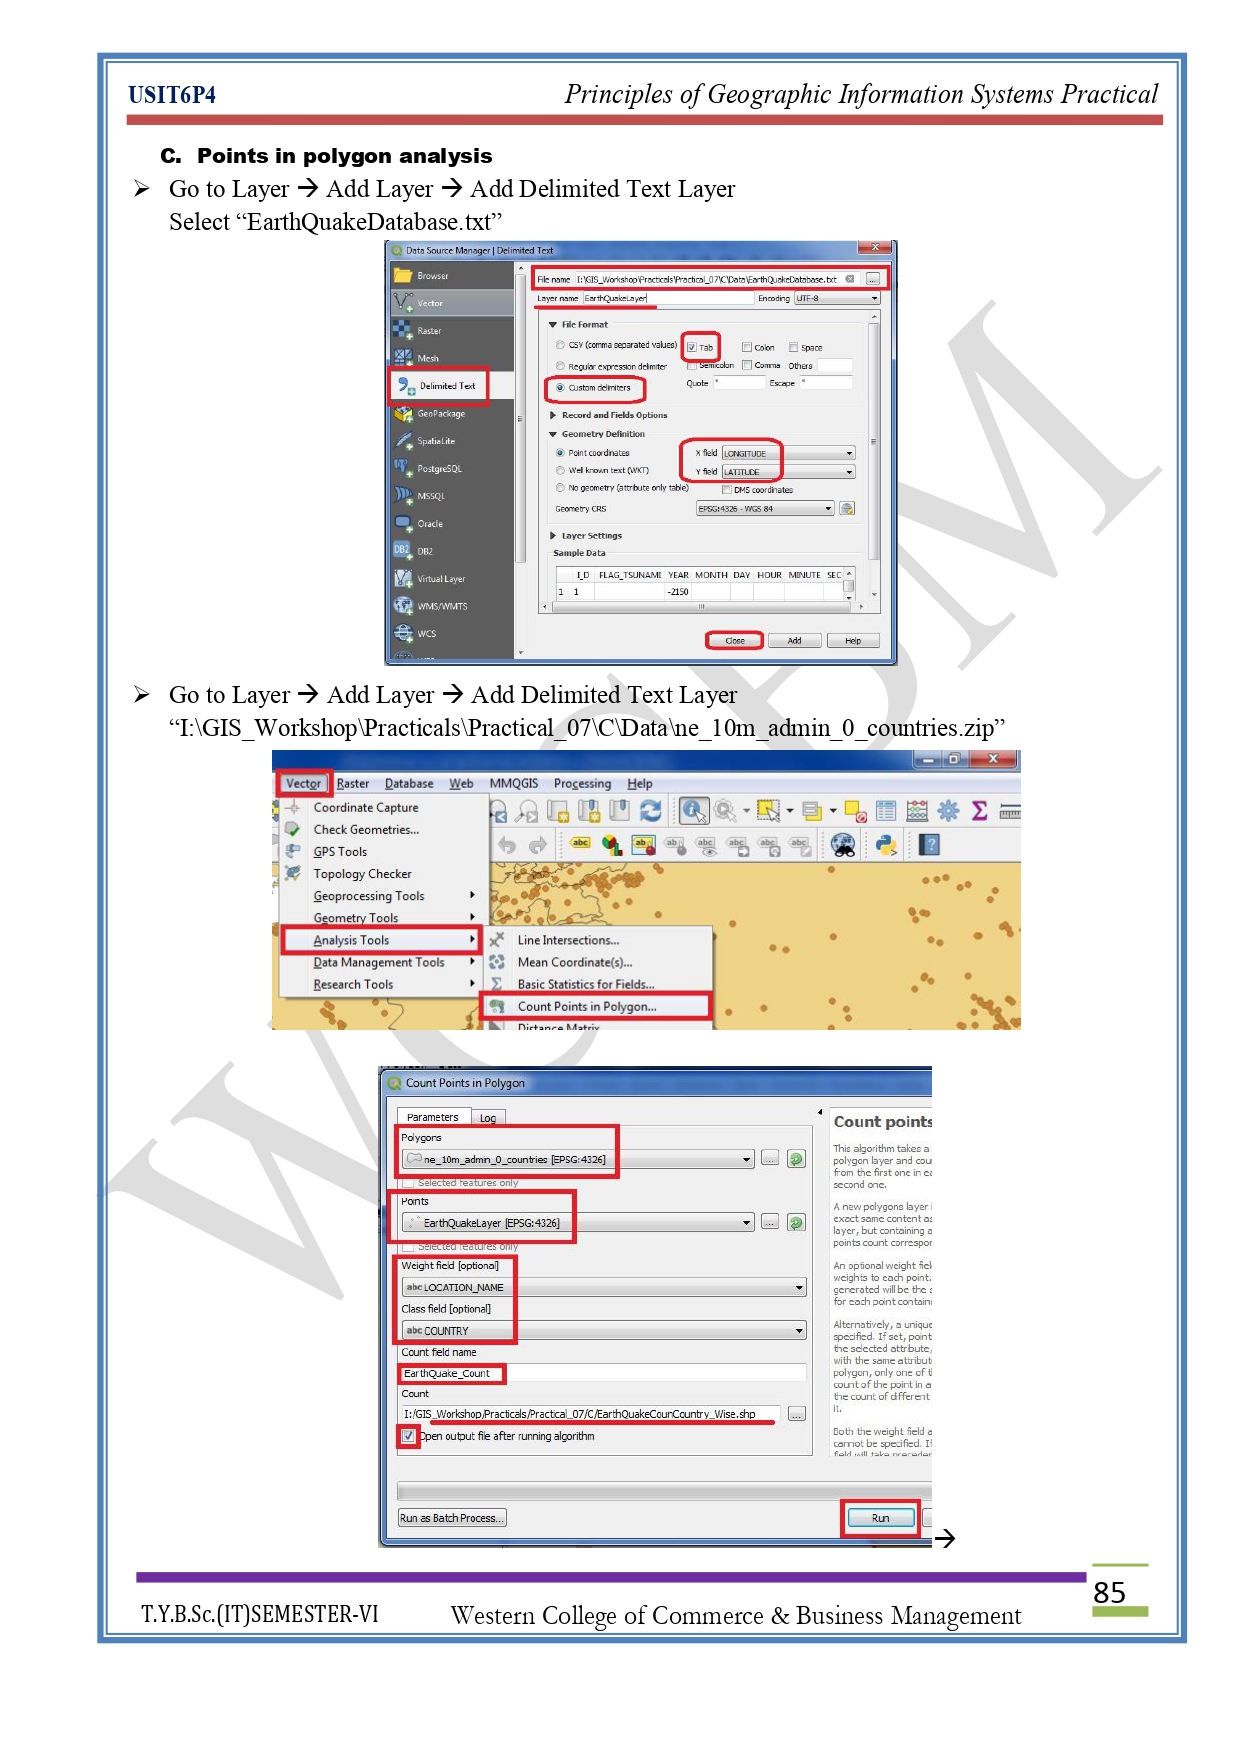 USIT6P4 Principles of Geographic Information Systems Practical
C. Points in polygon analysis
➢ Go to Layer → Add Layer → Add Delimited Text Layer
Select “EarthQuakeDatabase.txt”
Data Source Manager | Delimited Text
Browser
Vector
Raster
Mesh
Delimited Text
GeoPackage
SpatiaLite
PostgreSQL
MSSQL
Oracle
DB2
Virtual Layer
WMS/WMTS
WCS
File name I:\GIS_Workshop\Practicals\Practical_07\C\Data\EarthQuakeDatabase.txt ...
Layer name EarthQuakeLayer Encoding UTF-8
File Format
CSV (comma separated values) Tab Colon Space
Regular expression delimiter Semicolon Comma Others
Custom delimiters Quote " Escape "
Record and Fields Options
Geometry Definition
Point coordinates X field LONGITUDE
Well known text (WKT) Y field LATITUDE
No geometry (attribute only table) DMS coordinates
Geometry CRS EPSG:4326 - WGS 84
Layer Settings
Sample Data
I_D FLAG_TSUNAMI YEAR MONTH DAY HOUR MINUTE SEC
1 1 -2150
Close Add Help
➢ Go to Layer → Add Layer → Add Delimited Text Layer
“I:\GIS_Workshop\Practicals\Practical_07\C\Data\ne_10m_admin_0_countries.zip”
Vector Raster Database Web MMQGIS Processing Help
Coordinate Capture
Check Geometries...
GPS Tools
Topology Checker
Geoprocessing Tools
Geometry Tools
Analysis Tools
Data Management Tools
Research Tools
Line Intersections...
Mean Coordinate(s)...
Basic Statistics for Fields...
Count Points in Polygon...
Distance Matrix
Count Points in Polygon
Parameters Log
Polygons
ne_10m_admin_0_countries [EPSG:4326] ...
Selected features only
Points
EarthQuakeLayer [EPSG:4326] ...
Selected features only
Weight field [optional]
abc LOCATION_NAME
Class field [optional]
abc COUNTRY
Count field name
EarthQuake_Count
Count
I:/GIS_Workshop/Practicals/Practical_07/C/EarthQuakeCounCountry_Wise.shp ...
Open output file after running algorithm
Run as Batch Process...
Run
Count points
This algorithm takes a
polygon layer and cou
from the first one in ea
second one.
A new polygons layer i
exact same content as
layer, but containing a
points count correspon
An optional weight fiel
weights to each point.
generated will be the s
for each point contain
Alternatively, a unique
specified. If set, point
the selected attribute,
with the same attribut
polygon, only one of t
count of the point in a
the count of different
it.
Both the weight field a
cannot be specified. If
field will take preceden
→
85
T.Y.B.Sc.(IT)SEMESTER-VI Western College of Commerce & Business Management
WCBM